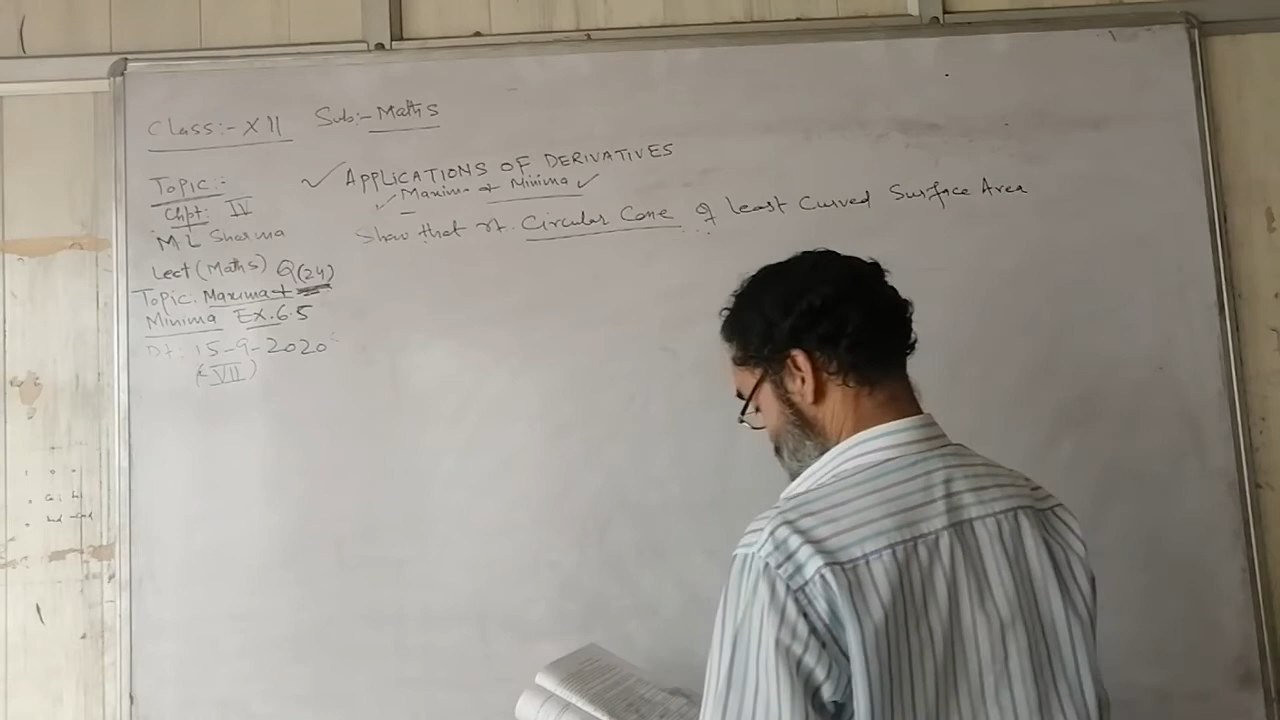 Class:- XII Sub:- Maths
Topic:-
✓ APPLICATIONS OF DERIVATIVES
✓ Maxima + Minima ✓
Chpt: IV
Show that rt. Circular Cone of least Curved Surface Area
M L Sharma
Lect (Maths) Q(24)
Topic. Maxima +
Minima EX.6.5
Dt: 15-9-2020
(VII)